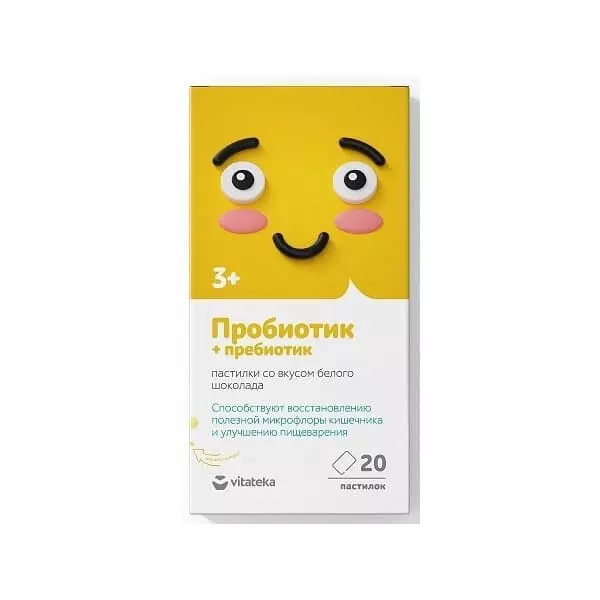 3+
Пробиотик
+ пребиотик
пастилки со вкусом белого
шоколада
Способствуют восстановлению
полезной микрофлоры кишечника
и улучшению пищеварения
vitateka
20
пастилок